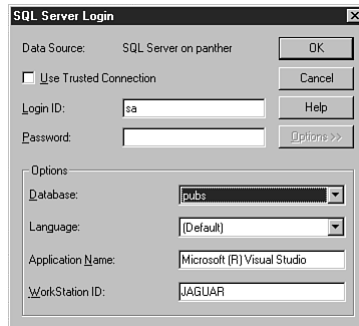 SQL Server Login
Data Source: SQL Server on panther OK
Use Trusted Connection Cancel
Login ID: sa Help
Password: Options >>
Options
Database: pubs
Language: (Default)
Application Name: Microsoft (R) Visual Studio
WorkStation ID: JAGUAR